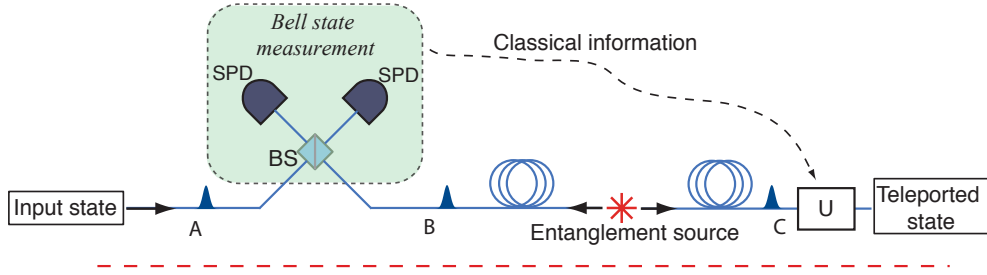 Bell state
measurement
Classical information
SPD
SPD
BS
Input state
A
B
Entanglement source
C
U
Teleported
state